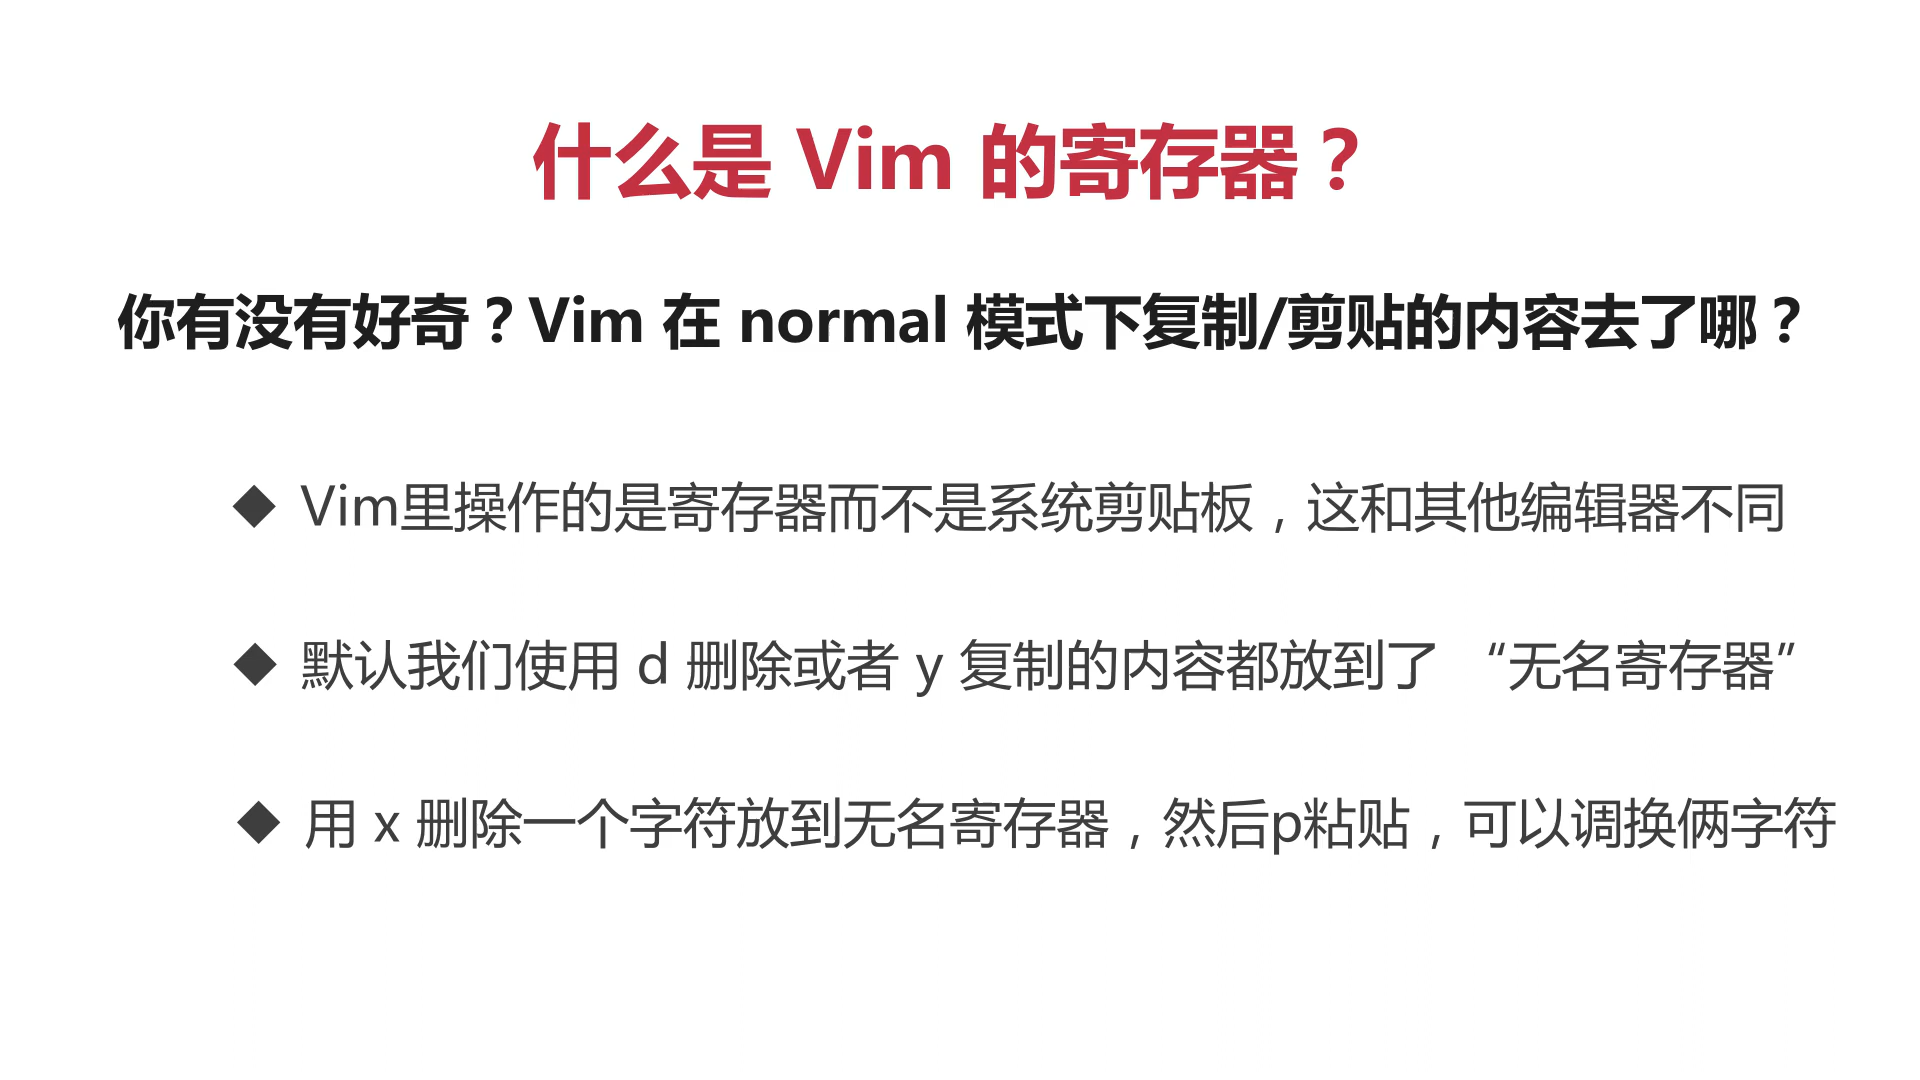 什么是 Vim 的寄存器？
你有没有好奇？Vim 在 normal 模式下复制/剪贴的内容去了哪？
◆ Vim里操作的是寄存器而不是系统剪贴板，这和其他编辑器不同
◆ 默认我们使用 d 删除或者 y 复制的内容都放到了 “无名寄存器”
◆ 用 x 删除一个字符放到无名寄存器，然后p粘贴，可以调换俩字符